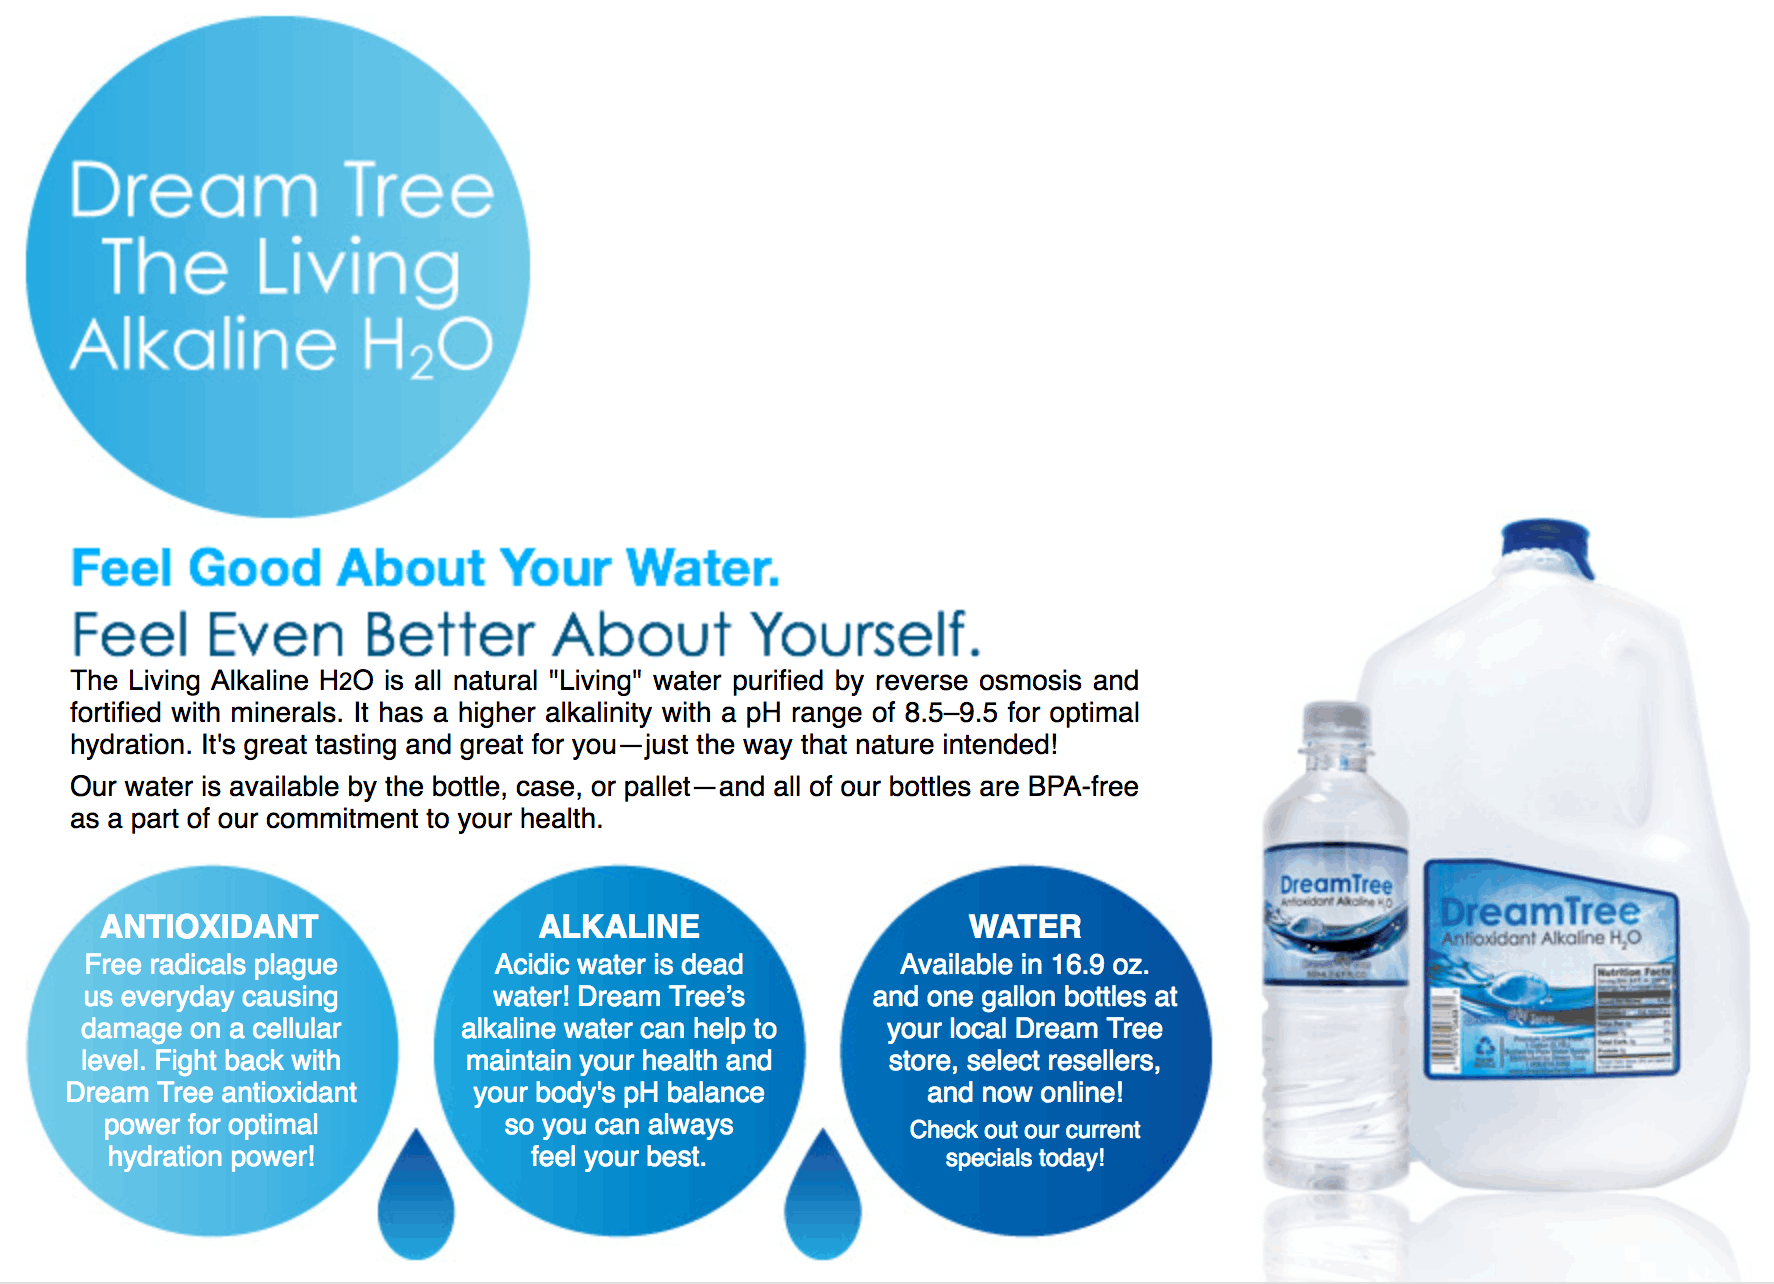 Dream Tree
The Living
Alkaline H₂O
Feel Good About Your Water.
Feel Even Better About Yourself.
The Living Alkaline H2O is all natural "Living" water purified by reverse osmosis and
fortified with minerals. It has a higher alkalinity with a pH range of 8.5–9.5 for optimal
hydration. It's great tasting and great for you—just the way that nature intended!
Our water is available by the bottle, case, or pallet—and all of our bottles are BPA-free
as a part of our commitment to your health.
ANTIOXIDANT
Free radicals plague
us everyday causing
damage on a cellular
level. Fight back with
Dream Tree antioxidant
power for optimal
hydration power!
ALKALINE
Acidic water is dead
water! Dream Tree’s
alkaline water can help to
maintain your health and
your body's pH balance
so you can always
feel your best.
WATER
Available in 16.9 oz.
and one gallon bottles at
your local Dream Tree
store, select resellers,
and now online!
Check out our current
specials today!
DreamTree
Antioxidant Alkaline H₂O
DreamTree
Antioxidant Alkaline H₂O
Nutrition Facts